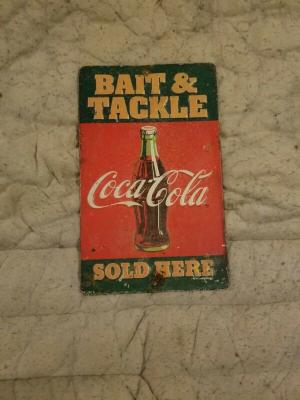 BAIT &
TACKLE
Coca-Cola
SOLD HERE